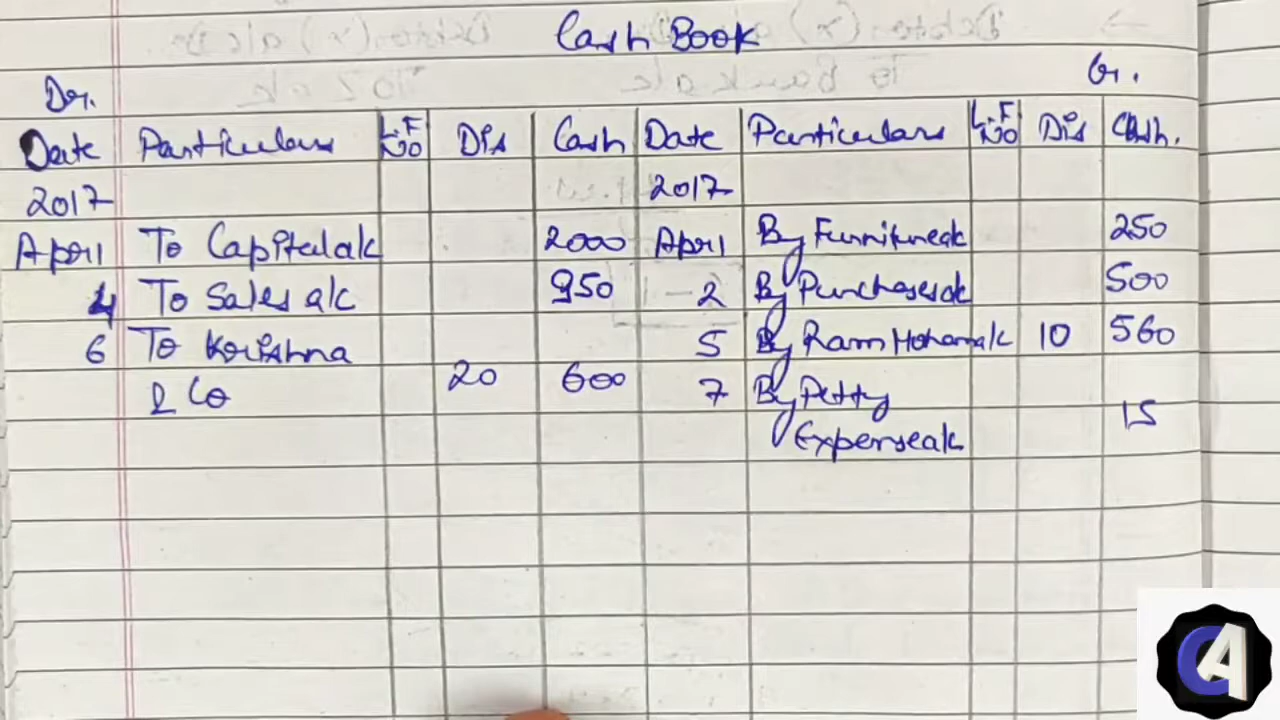 Cash Book
Dr. Cr.
Date Particulars L.F No Dis Cash Date Particulars L.F No Dis Cash.
2017 2017
April To Capital a/c 2000 April By Furniture a/c 250
4 To Sales a/c 950 2 By Purchases a/c 500
6 To Krishna 5 By Ram Mohan a/c 10 560
& Co 20 600 7 By Petty
Expense a/c 15
CA